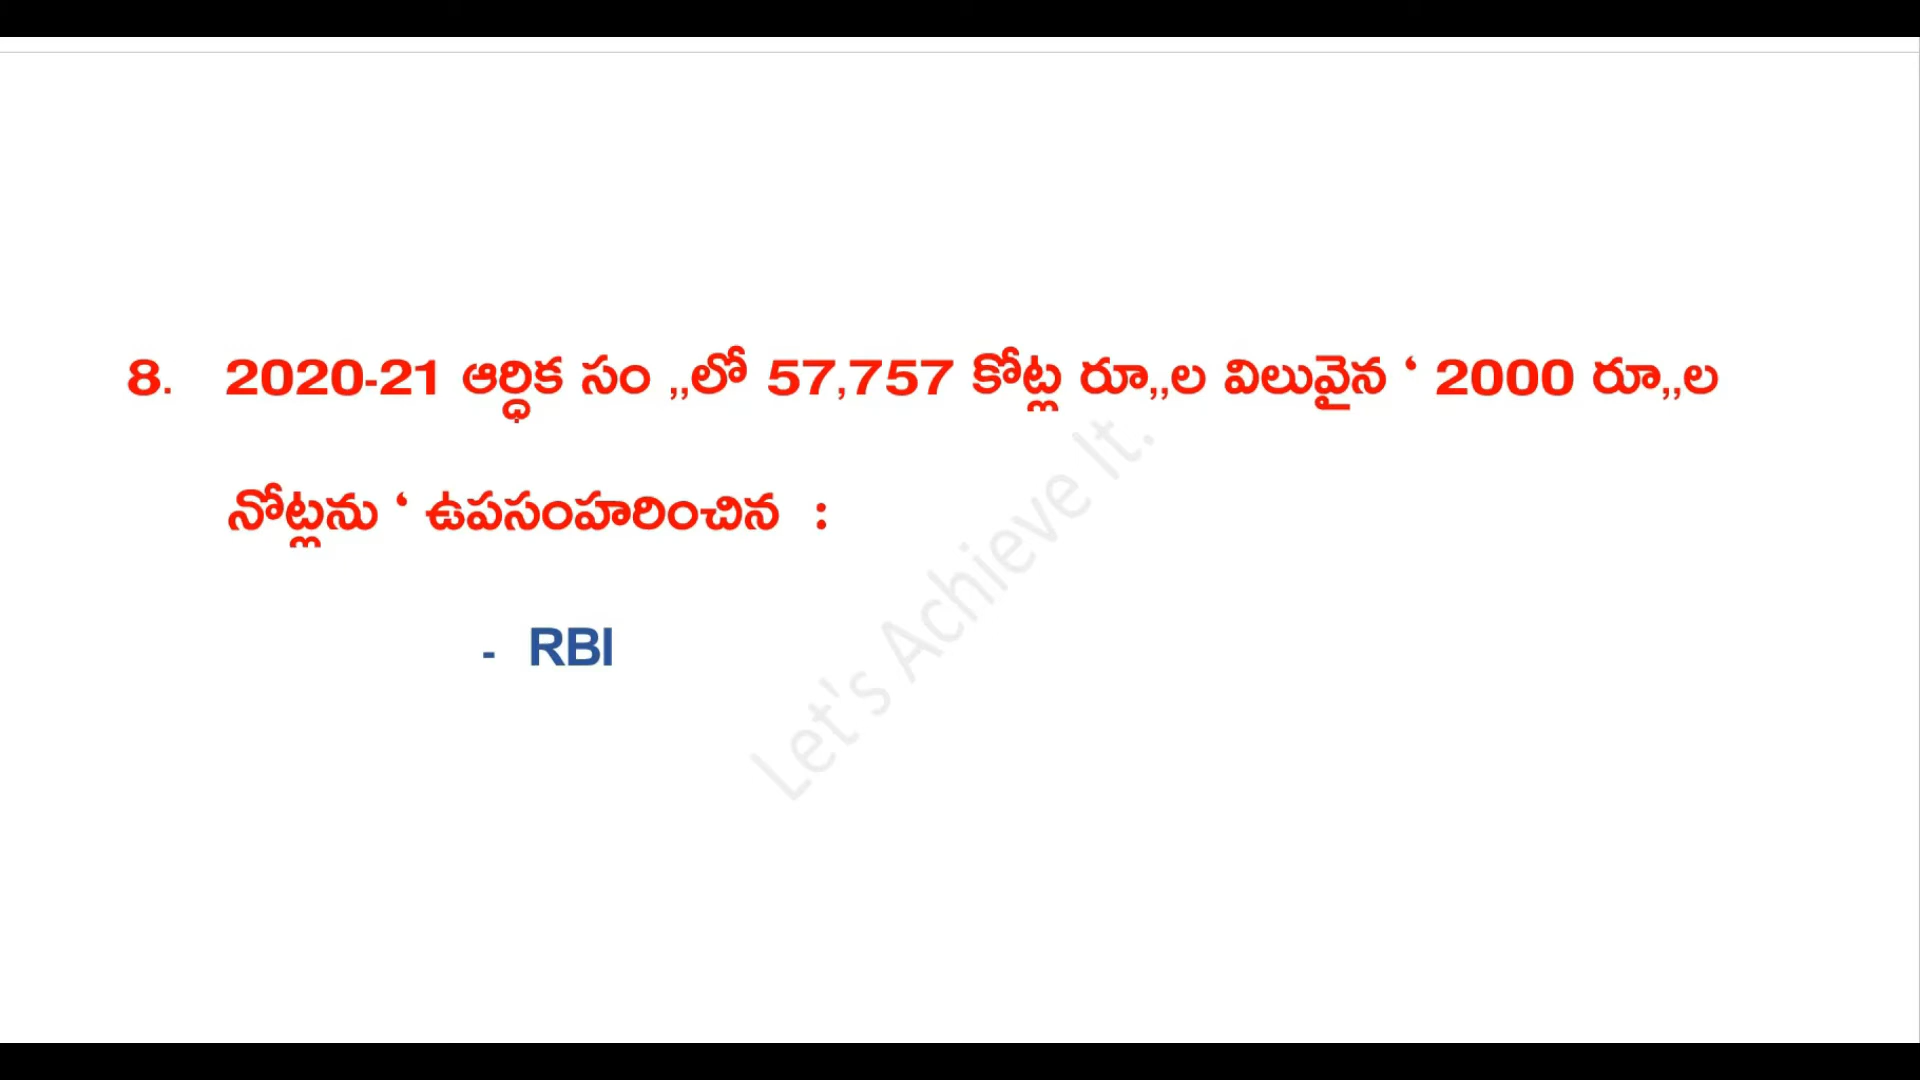 8. 2020-21 ఆర్ధిక సం ,,లో 57,757 కోట్ల రూ,,ల విలువైన ‘ 2000 రూ,,ల
నోట్లను ‘ ఉపసంహరించిన :
- RBI
Let's Achieve It.